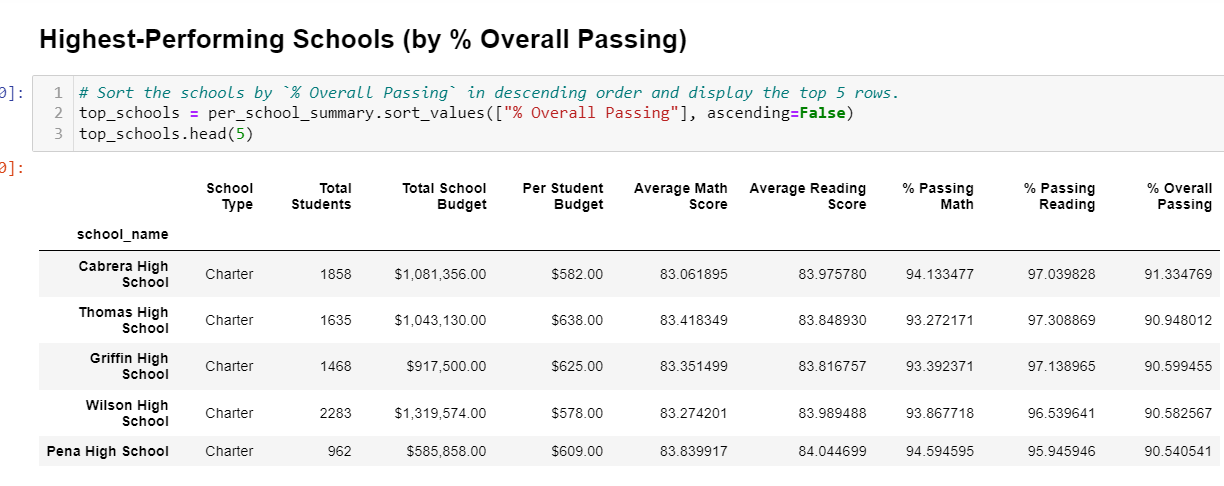 Highest-Performing Schools (by % Overall Passing)
0]:
1 # Sort the schools by `% Overall Passing` in descending order and display the top 5 rows.
2 top_schools = per_school_summary.sort_values(["% Overall Passing"], ascending=False)
3 top_schools.head(5)
0]:
School Type Total Students Total School Budget Per Student Budget Average Math Score Average Reading Score % Passing Math % Passing Reading % Overall Passing
school_name
Cabrera High School Charter 1858 $1,081,356.00 $582.00 83.061895 83.975780 94.133477 97.039828 91.334769
Thomas High School Charter 1635 $1,043,130.00 $638.00 83.418349 83.848930 93.272171 97.308869 90.948012
Griffin High School Charter 1468 $917,500.00 $625.00 83.351499 83.816757 93.392371 97.138965 90.599455
Wilson High School Charter 2283 $1,319,574.00 $578.00 83.274201 83.989488 93.867718 96.539641 90.582567
Pena High School Charter 962 $585,858.00 $609.00 83.839917 84.044699 94.594595 95.945946 90.540541